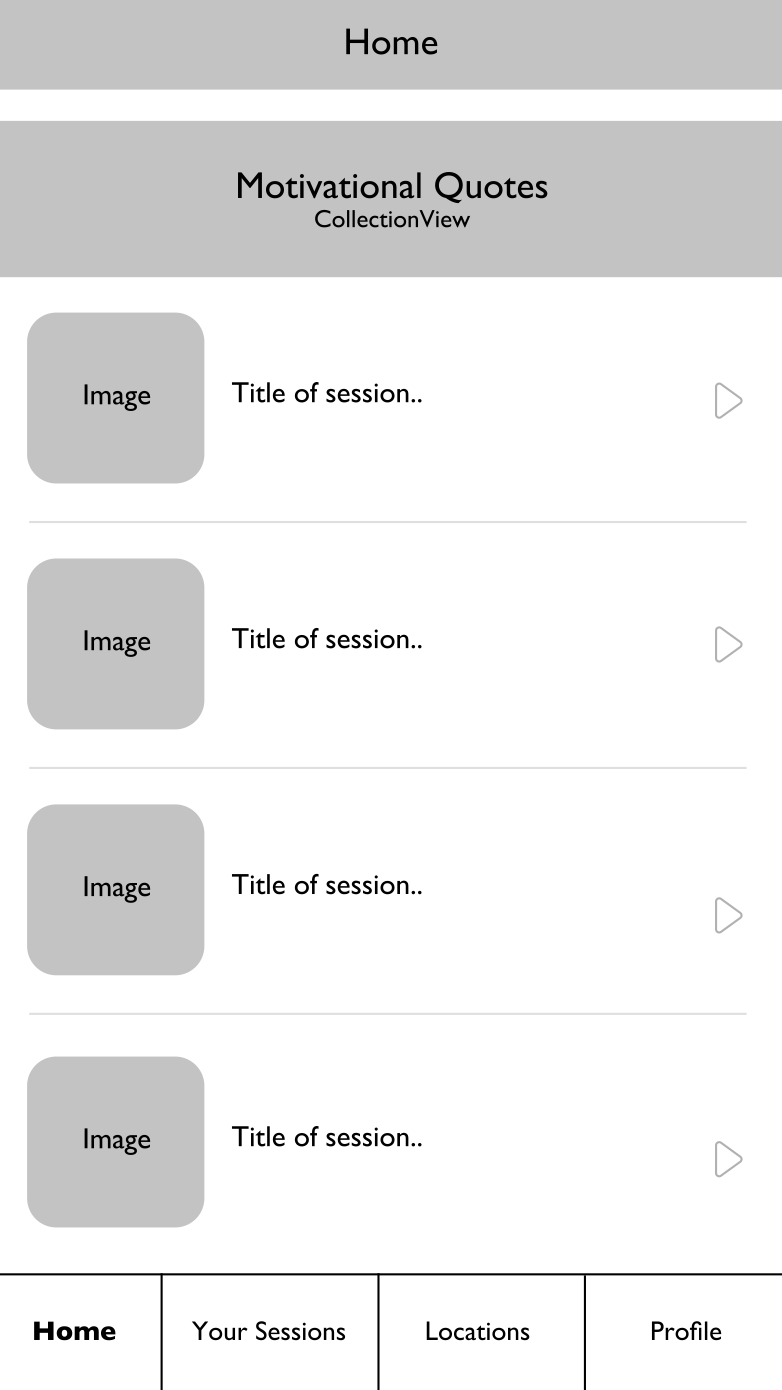 Home
Motivational Quotes
CollectionView
Image
Title of session..
Image
Title of session..
Image
Title of session..
Image
Title of session..
Home
Your Sessions
Locations
Profile